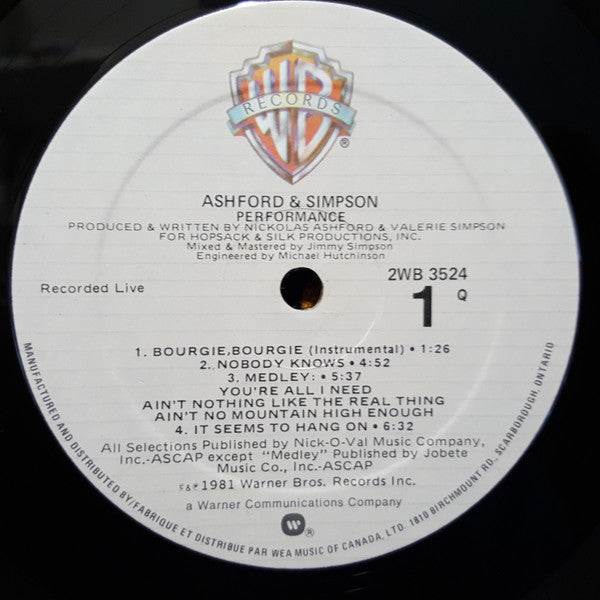 WB
RECORDS
®
ASHFORD & SIMPSON
PERFORMANCE
PRODUCED & WRITTEN BY NICKOLAS ASHFORD & VALERIE SIMPSON
FOR HOPSACK & SILK PRODUCTIONS, INC.
Mixed & Mastered by Jimmy Simpson
Engineered by Michael Hutchinson
Recorded Live
2WB 3524
1 Q
1. BOURGIE, BOURGIE (Instrumental) • 1:26
2. NOBODY KNOWS • 4:52
3. MEDLEY: • 5:37
YOU'RE ALL I NEED
AIN'T NOTHING LIKE THE REAL THING
AIN'T NO MOUNTAIN HIGH ENOUGH
4. IT SEEMS TO HANG ON • 6:32
All Selections Published by Nick-O-Val Music Company,
Inc.-ASCAP except "Medley" Published by Jobete
Music Co., Inc.-ASCAP
©&℗1981 Warner Bros. Records Inc.
a Warner Communications Company
W®
MANUFACTURED AND DISTRIBUTED BY/FABRIQUE ET DISTRIBUE PAR WEA MUSIC OF CANADA, LTD. 1810 BIRCHMOUNT RD. SCARBOROUGH, ONTARIO